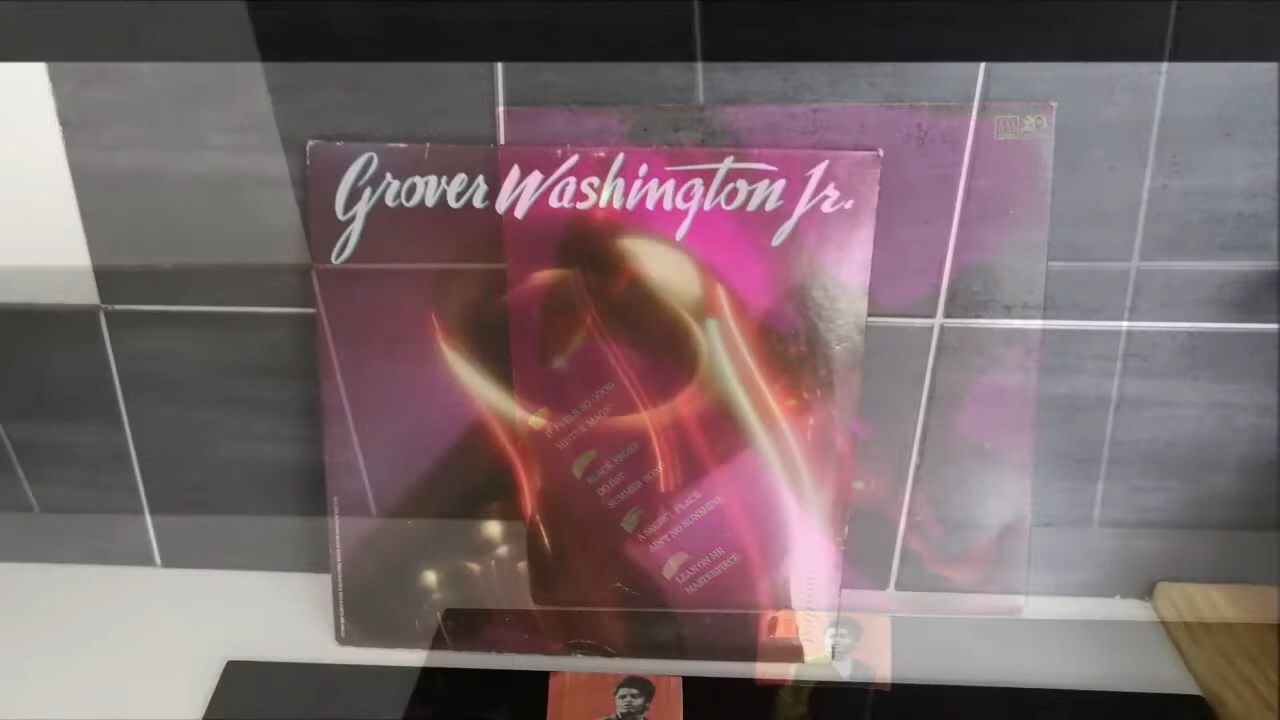 Grover Washington Jr.
IT FEELS SO GOOD
MISTER MAGIC
BLACK FROST
DO DAT
SUMMER SONG
A SECRET PLACE
AIN'T NO SUNSHINE
LEAN ON ME
MASTERPIECE